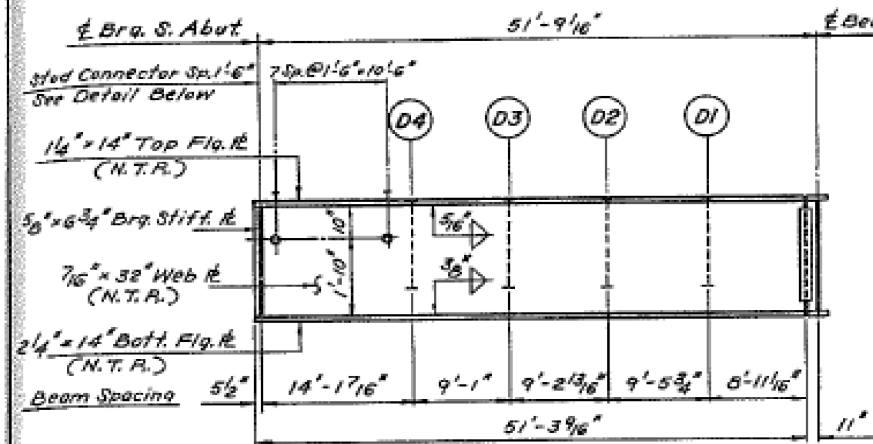 ℄ Brg. S. Abut.
51'-9 1/16"
Stud Connector Sp. 1'-6"
7 Sp. @ 1'-6" = 10'-6"
See Detail Below
D4
D3
D2
D1
1 1/4" × 14" Top Flg. ℄
(N.T.R.)
5/8" × 6 3/4" Brg. Stiff. ℄
10"
5/16"
1'-10"
3/8"
7/16" × 32" Web ℄
(N.T.R.)
2 1/4" × 14" Bott. Flg. ℄
(N.T.R.)
Beam Spacing
5 1/2"
14'-1 7/16"
9'-1"
9'-2 13/16"
9'-5 3/4"
8'-11 1/16"
51'-3 9/16"
11"